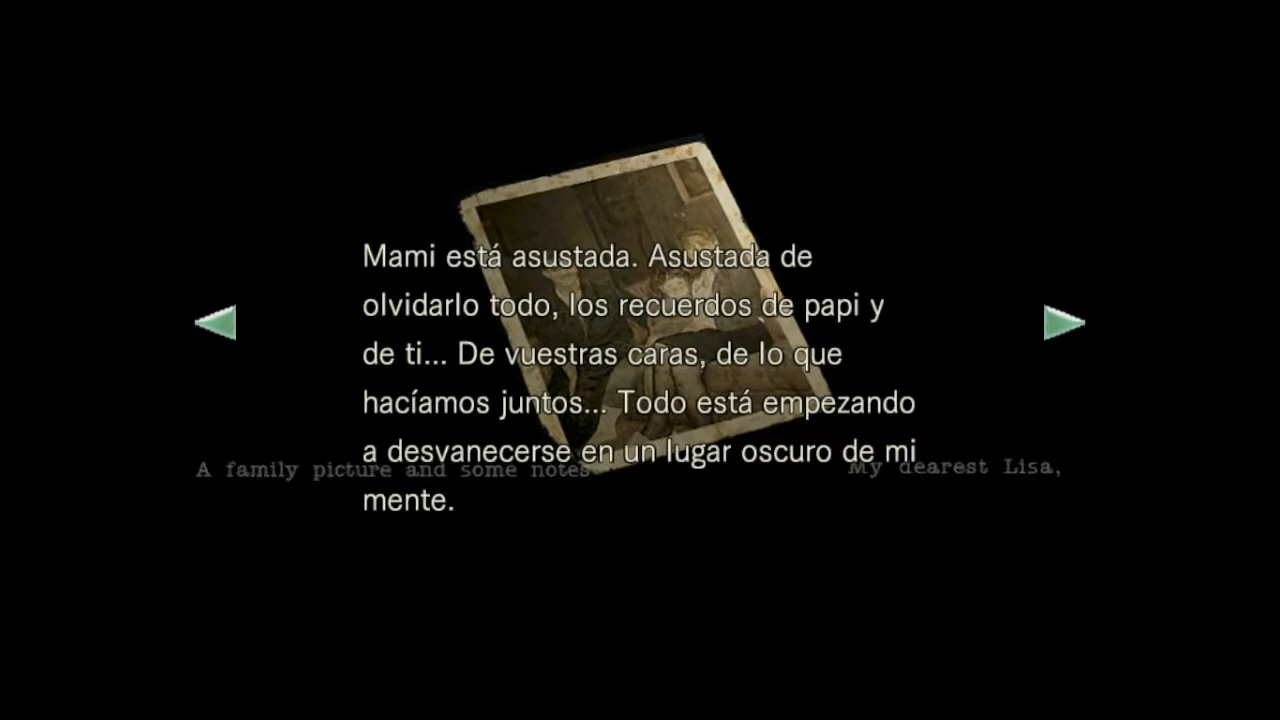 Mami está asustada. Asustada de
olvidarlo todo, los recuerdos de papi y
de ti... De vuestras caras, de lo que
hacíamos juntos... Todo está empezando
a desvanecerse en un lugar oscuro de mi
mente.
A family picture and some notes
My dearest Lisa,